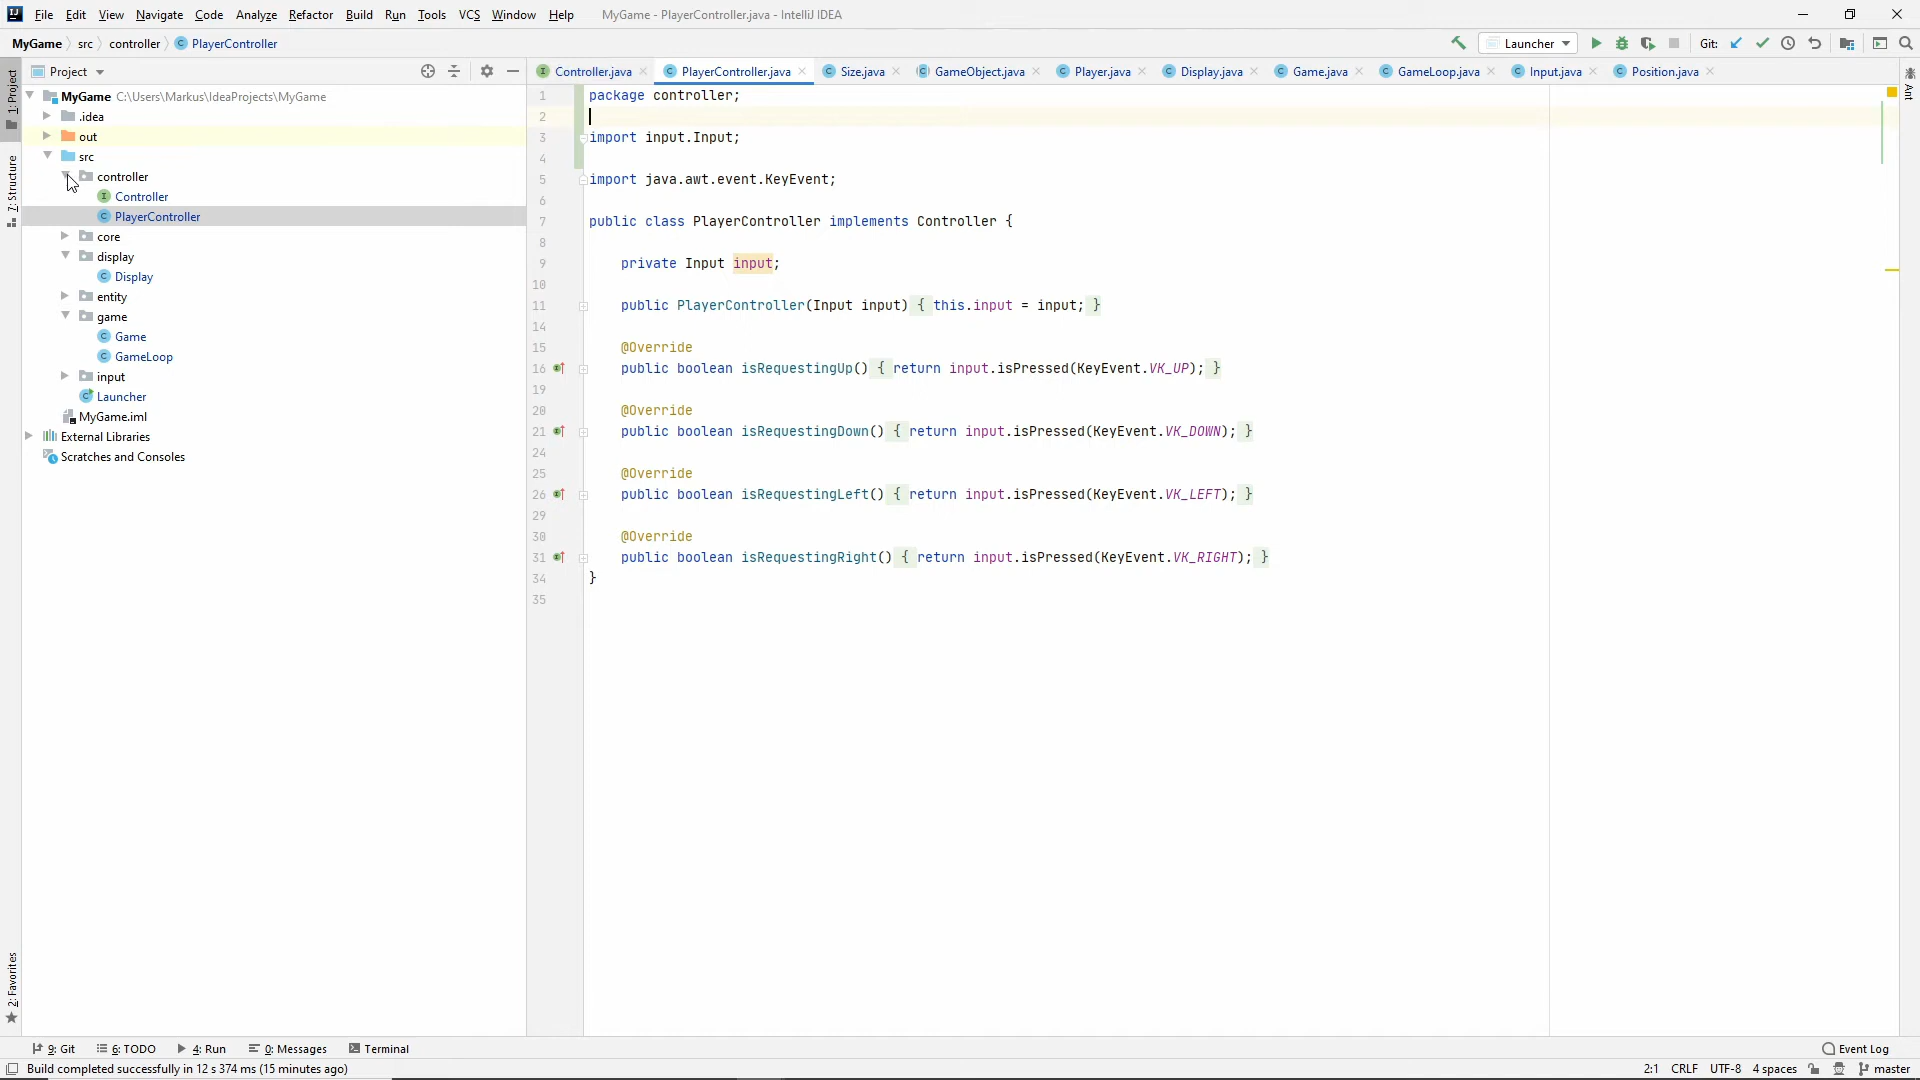 File Edit View Navigate Code Analyze Refactor Build Run Tools VCS Window Help MyGame - PlayerController.java - IntelliJ IDEA
MyGame src controller PlayerController Launcher Git:
Project
Controller.java PlayerController.java Size.java GameObject.java Player.java Display.java Game.java GameLoop.java Input.java Position.java
1: Project
7: Structure
2: Favorites
Ant
MyGame C:\Users\Markus\IdeaProjects\MyGame
.idea
out
src
controller
Controller
PlayerController
core
display
Display
entity
game
Game
GameLoop
input
Launcher
MyGame.iml
External Libraries
Scratches and Consoles
1 package controller;
2
3 import input.Input;
4
5 import java.awt.event.KeyEvent;
6
7 public class PlayerController implements Controller {
8
9 private Input input;
10
11 public PlayerController(Input input) { this.input = input; }
14
15 @Override
16 public boolean isRequestingUp() { return input.isPressed(KeyEvent.VK_UP); }
19
20 @Override
21 public boolean isRequestingDown() { return input.isPressed(KeyEvent.VK_DOWN); }
24
25 @Override
26 public boolean isRequestingLeft() { return input.isPressed(KeyEvent.VK_LEFT); }
29
30 @Override
31 public boolean isRequestingRight() { return input.isPressed(KeyEvent.VK_RIGHT); }
34 }
35
9: Git 6: TODO 4: Run 0: Messages Terminal Event Log
Build completed successfully in 12 s 374 ms (15 minutes ago) 2:1 CRLF UTF-8 4 spaces master